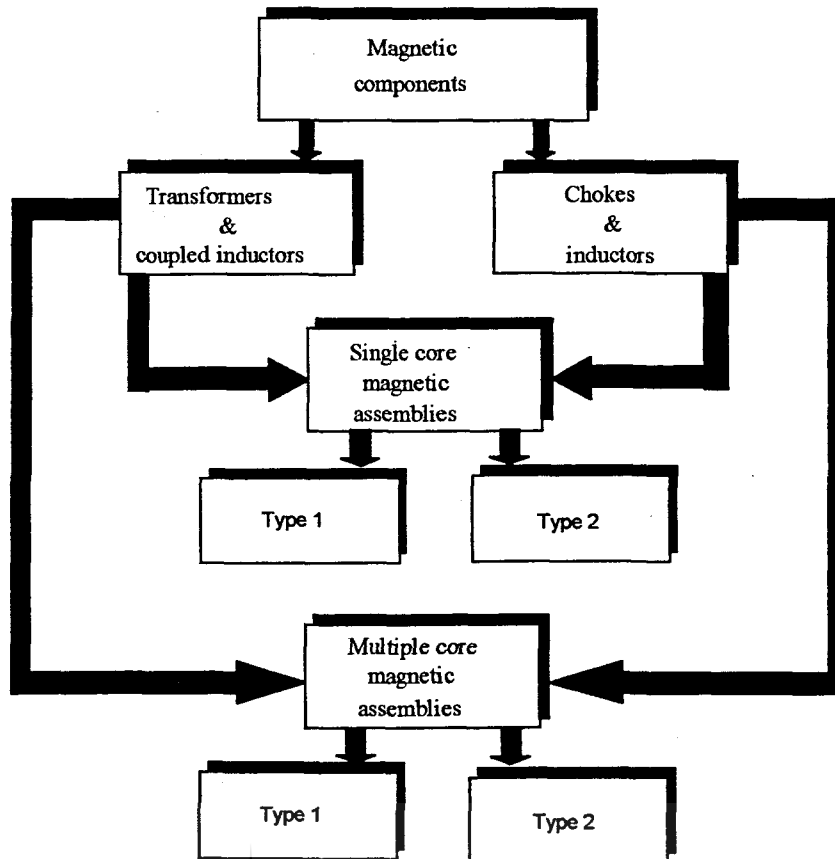 Magnetic
components
Transformers
&
coupled inductors
Chokes
&
inductors
Single core
magnetic
assemblies
Type 1
Type 2
Multiple core
magnetic
assemblies
Type 1
Type 2